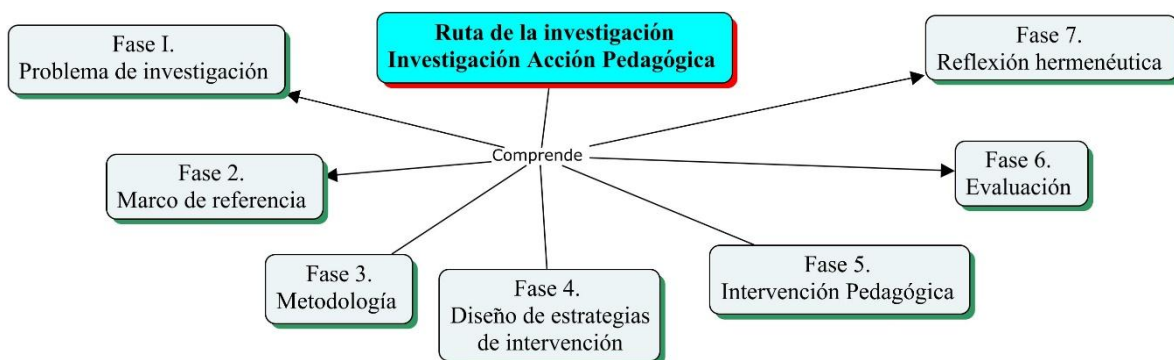 Ruta de la investigación
Investigación Acción Pedagógica
Fase I.
Problema de investigación
Fase 7.
Reflexión hermenéutica
Comprende
Fase 2.
Marco de referencia
Fase 6.
Evaluación
Fase 3.
Metodología
Fase 4.
Diseño de estrategias
de intervención
Fase 5.
Intervención Pedagógica